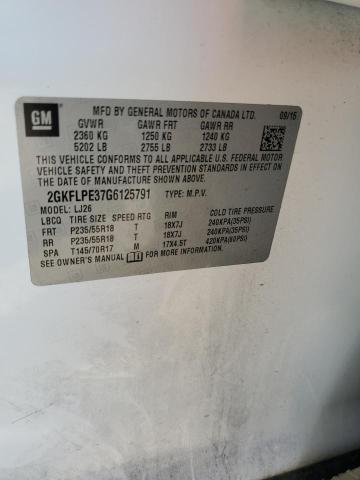 GM
MFD BY GENERAL MOTORS OF CANADA LTD. 09/15
GVWR GAWR FRT GAWR RR
2360 KG 1250 KG 1240 KG
5202 LB 2755 LB 2733 LB
THIS VEHICLE CONFORMS TO ALL APPLICABLE U.S. FEDERAL MOTOR
VEHICLE SAFETY AND THEFT PREVENTION STANDARDS IN EFFECT ON
THE DATE OF MANUFACTURE SHOWN ABOVE.
2GKFLPE37G6125791 TYPE: M.P.V.
MODEL: LJ26
LBCQ TIRE SIZE SPEED RTG RIM COLD TIRE PRESSURE
FRT P235/55R18 T 18X7J 240KPA(35PSI)
RR P235/55R18 T 18X7J 240KPA(35PSI)
SPA T145/70R17 M 17X4.5T 420KPA(60PSI)
SEE OWNER'S MANUAL FOR MORE INFORMATION.